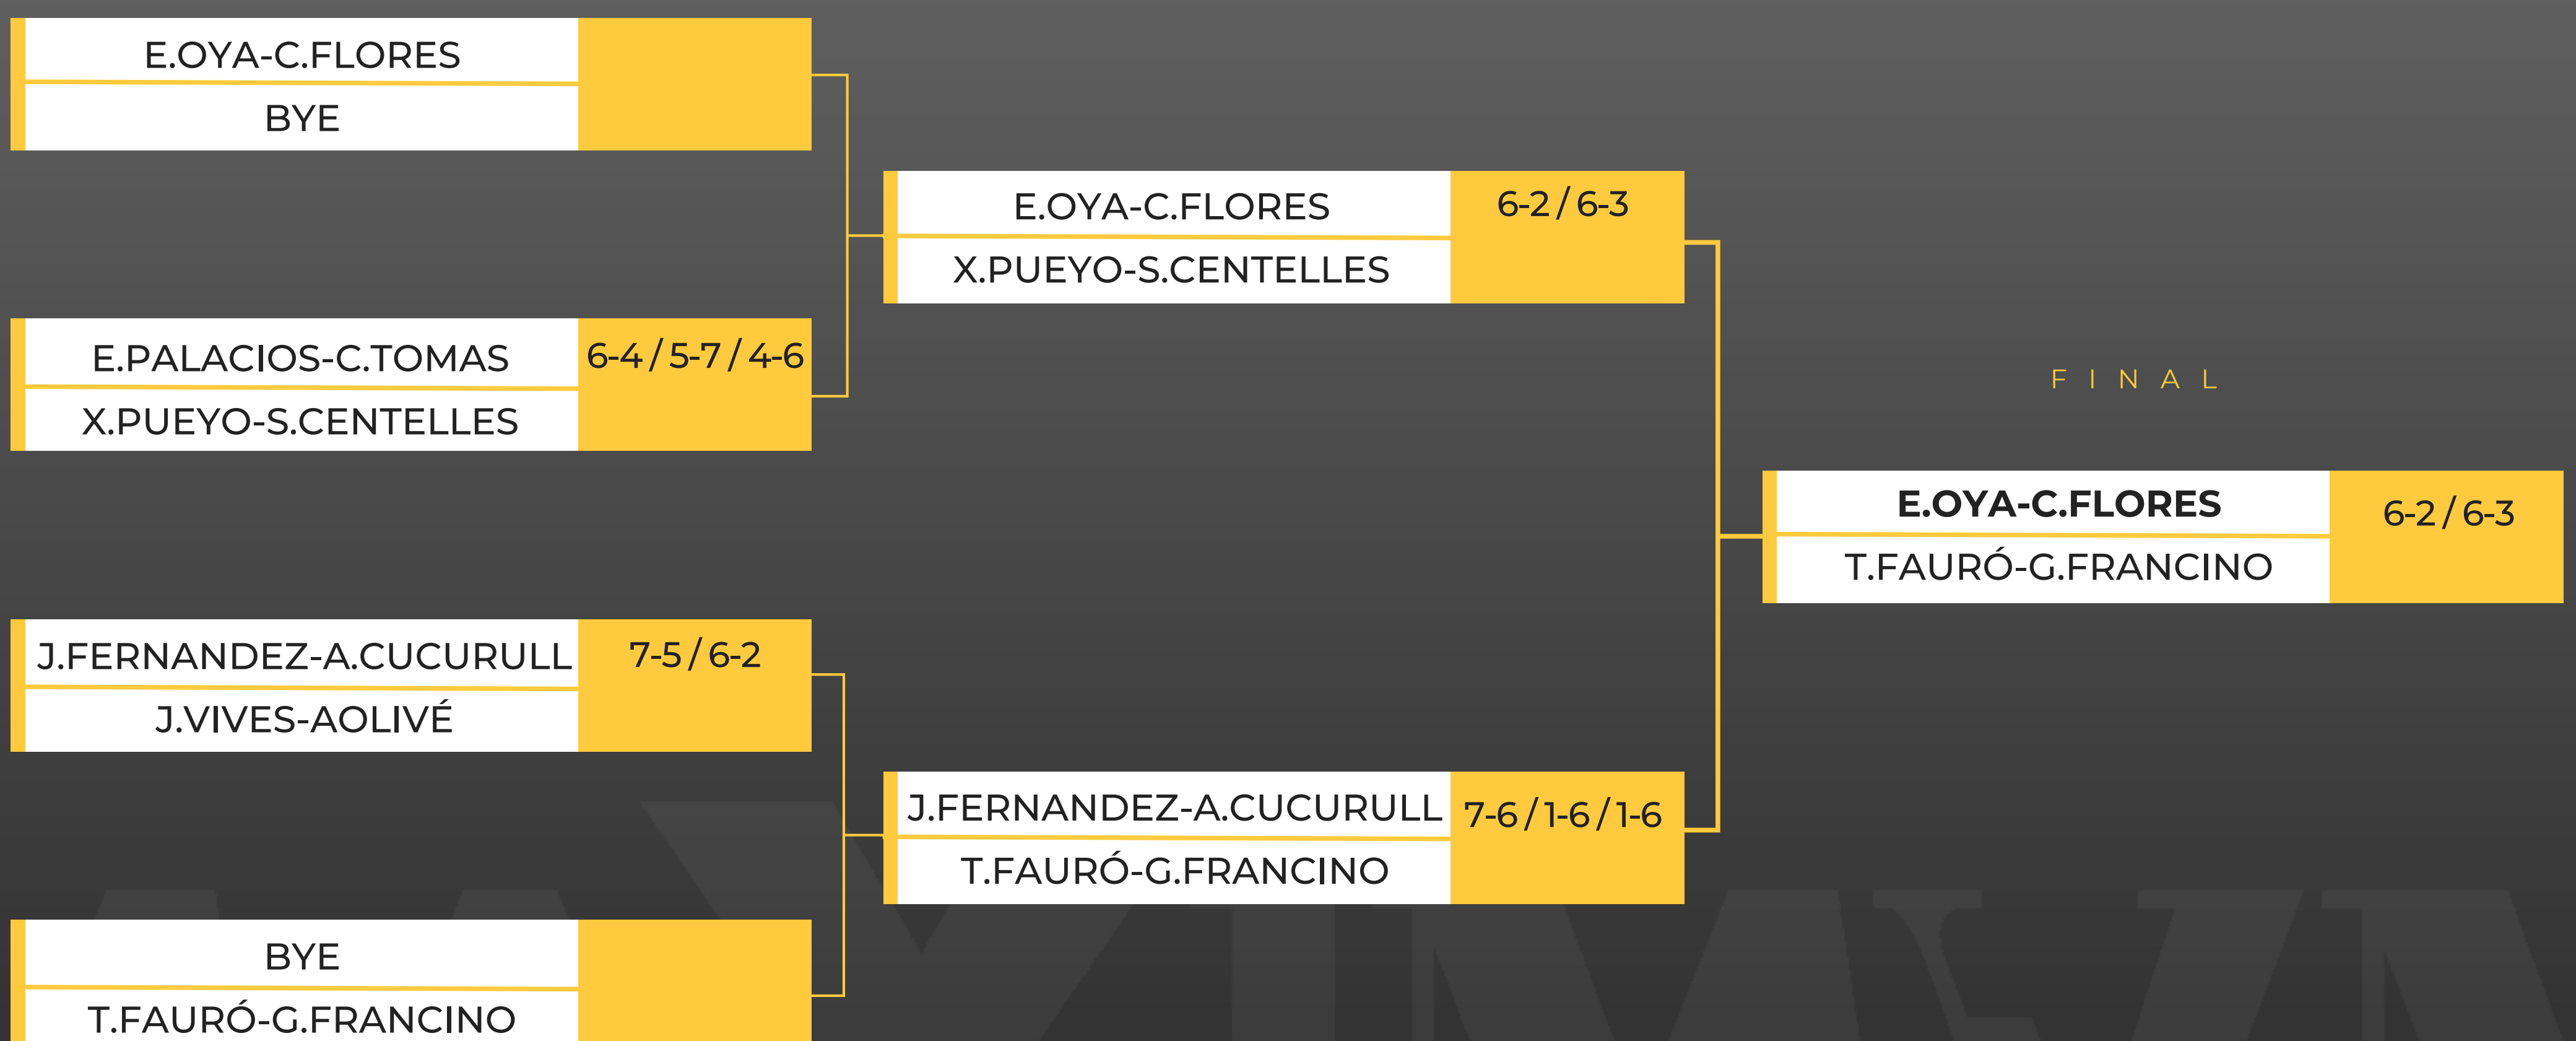 E.OYA-C.FLORES
BYE
E.PALACIOS-C.TOMAS
6-4 / 5-7 / 4-6
X.PUEYO-S.CENTELLES
J.FERNANDEZ-A.CUCURULL
7-5 / 6-2
J.VIVES-AOLIVÉ
BYE
T.FAURÓ-G.FRANCINO
E.OYA-C.FLORES
6-2 / 6-3
X.PUEYO-S.CENTELLES
J.FERNANDEZ-A.CUCURULL
7-6 / 1-6 / 1-6
T.FAURÓ-G.FRANCINO
FINAL
E.OYA-C.FLORES
6-2 / 6-3
T.FAURÓ-G.FRANCINO